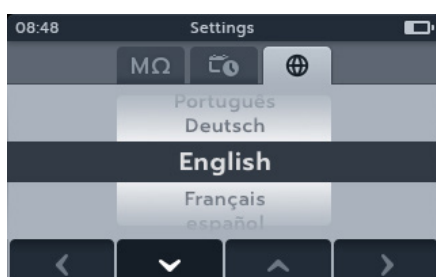 08:48 Settings
MΩ
Português
Deutsch
English
Français
español